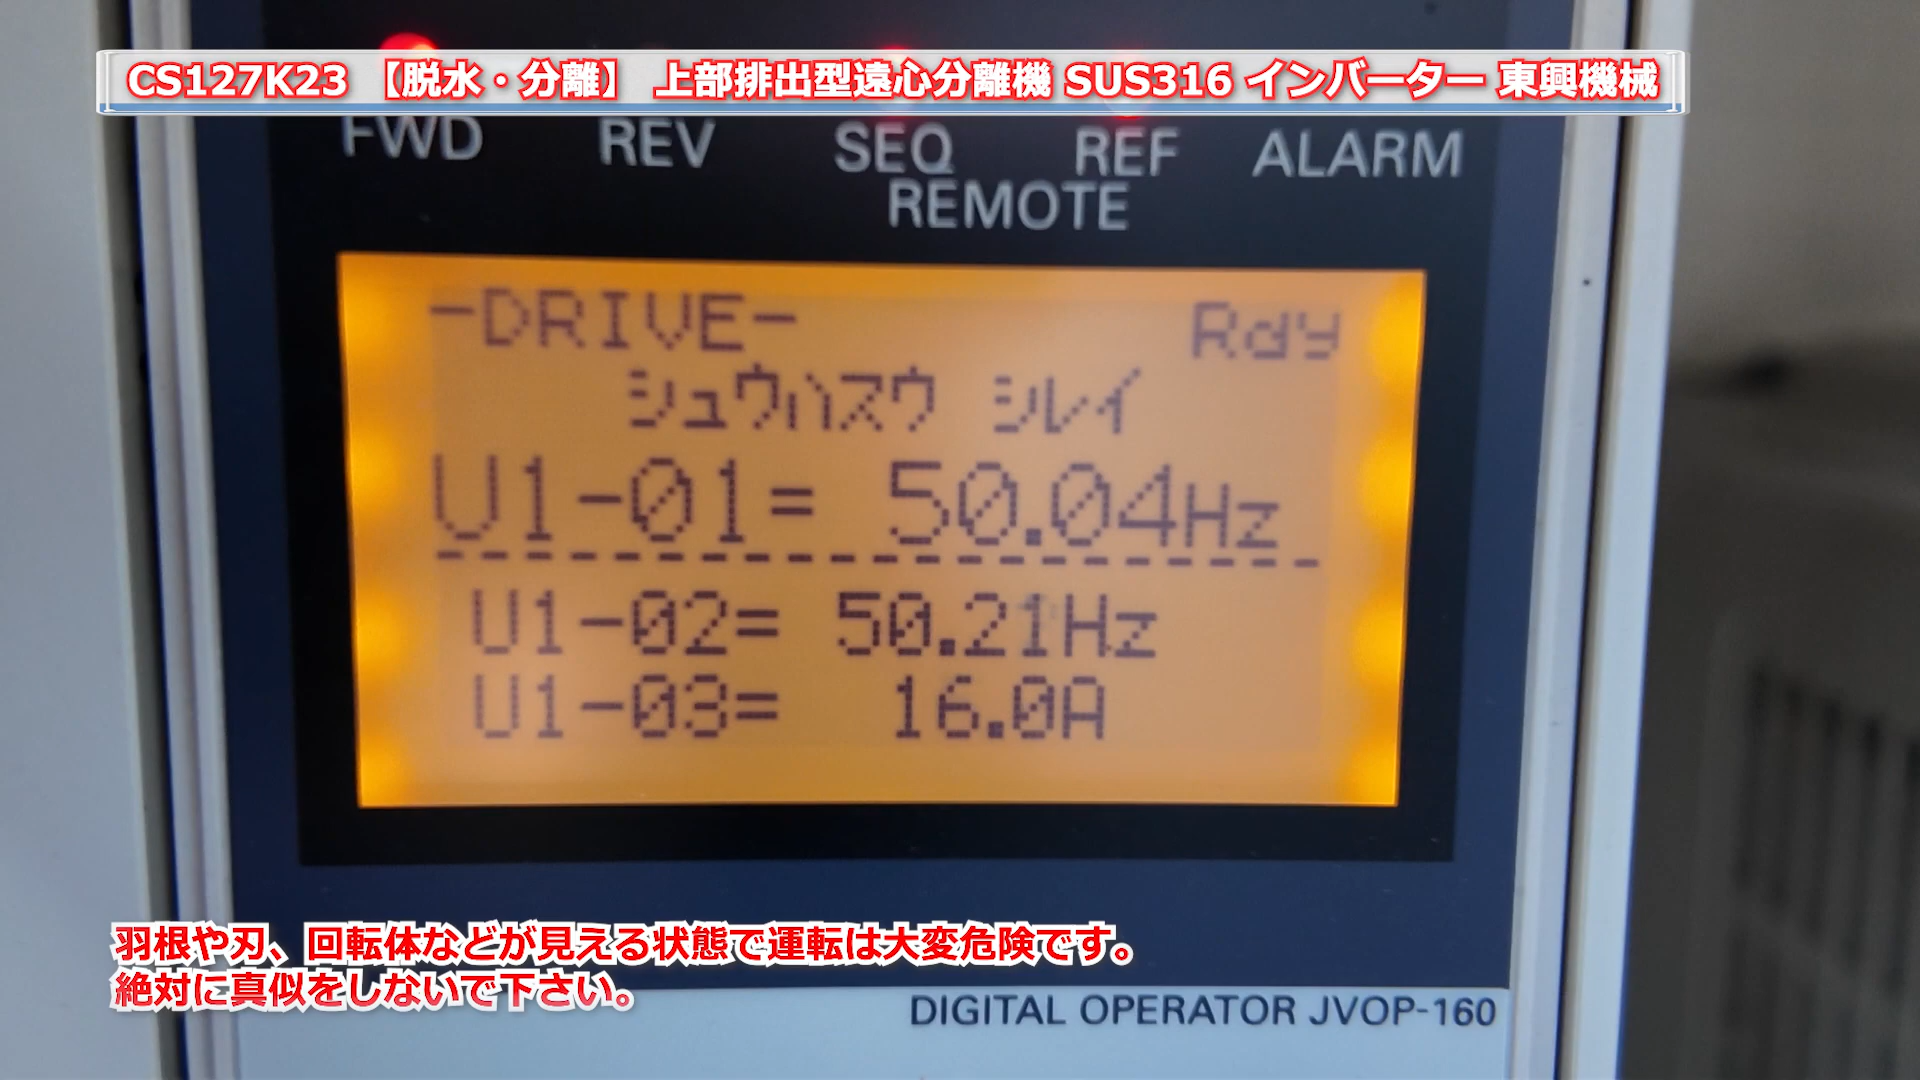 CS127K23 【脱水・分離】 上部排出型遠心分離機 SUS316 インバーター 東興機械
FWD REV SEQ REF ALARM
REMOTE
-DRIVE- Rdy
シュウハスウ シレイ
U1-01= 50.04Hz
U1-02= 50.21Hz
U1-03= 16.0A
羽根や刃、回転体などが見える状態で運転は大変危険です。
絶対に真似をしないで下さい。
DIGITAL OPERATOR JVOP-160